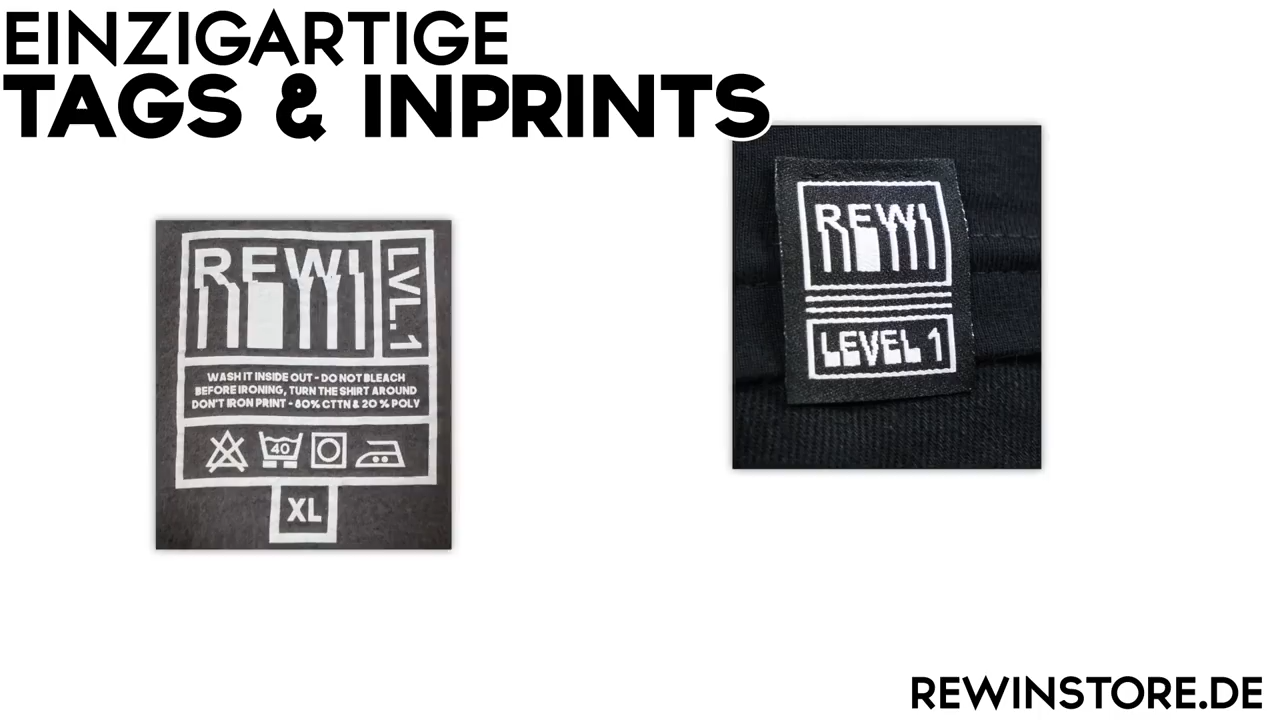 EINZIGARTIGE
TAGS & INPRINTS
REWI
LVL.1
WASH IT INSIDE OUT - DO NOT BLEACH
BEFORE IRONING, TURN THE SHIRT AROUND
DON'T IRON PRINT - 80% CTTN & 20 % POLY
40
XL
REWI
LEVEL 1
REWINSTORE.DE